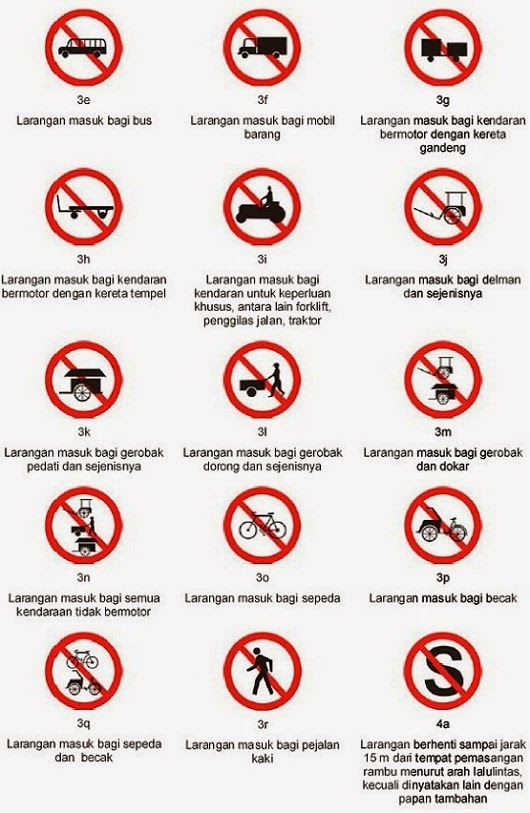 3e
Larangan masuk bagi bus
3f
Larangan masuk bagi mobil
barang
3g
Larangan masuk bagi kendaran
bermotor dengan kereta
gandeng
3h
Larangan masuk bagi kendaran
bermotor dengan kereta tempel
3i
Larangan masuk bagi
kendaran untuk keperluan
khusus, antara lain forklift,
penggilas jalan, traktor
3j
Larangan masuk bagi delman
dan sejenisnya
3k
Larangan masuk bagi gerobak
pedati dan sejenisnya
3l
Larangan masuk bagi gerobak
dorong dan sejenisnya
3m
Larangan masuk bagi gerobak
dan dokar
3n
Larangan masuk bagi semua
kendaraan tidak bermotor
3o
Larangan masuk bagi sepeda
3p
Larangan masuk bagi becak
3q
Larangan masuk bagi sepeda
dan becak
3r
Larangan masuk bagi pejalan
kaki
S
4a
Larangan berhenti sampai jarak
15 m dari tempat pemasangan
rambu menurut arah lalulintas,
kecuali dinyatakan lain dengan
papan tambahan